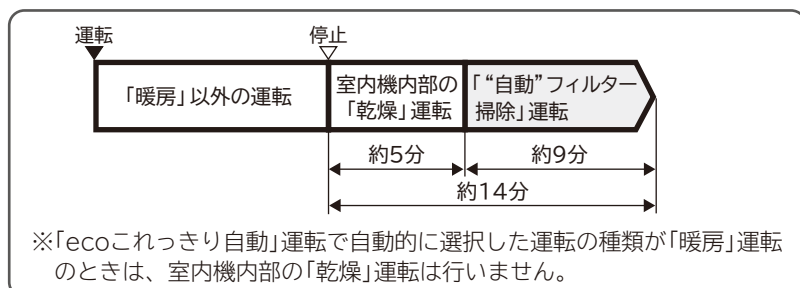 運転
停止
「暖房」以外の運転
室内機内部の
「乾燥」運転
「“自動”フィルター
掃除」運転
約5分
約9分
約14分
※「ecoこれっきり自動」運転で自動的に選択した運転の種類が「暖房」運転
のときは、室内機内部の「乾燥」運転は行いません。